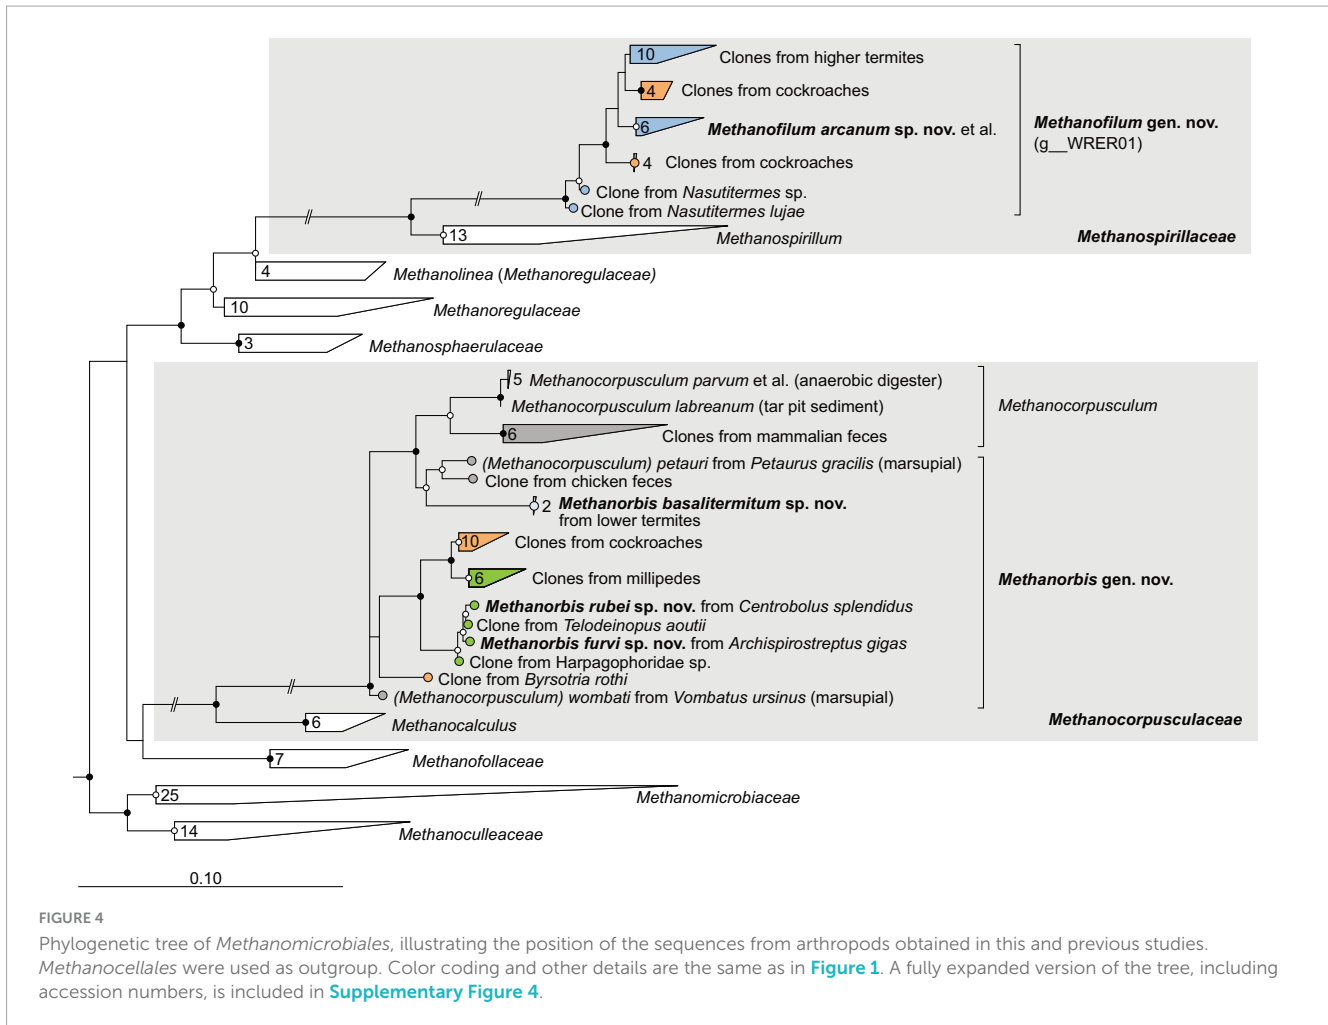 10 Clones from higher termites
4 Clones from cockroaches
6 Methanofilum arcanum sp. nov. et al.
Methanofilum gen. nov.
(g__WRER01)
4 Clones from cockroaches
Clone from Nasutitermes sp.
Clone from Nasutitermes lujae
13 Methanospirillum
Methanospirillaceae
4 Methanolinea (Methanoregulaceae)
10 Methanoregulaceae
3 Methanosphaerulaceae
5 Methanocorpusculum parvum et al. (anaerobic digester)
Methanocorpusculum labreanum (tar pit sediment)
Methanocorpusculum
6 Clones from mammalian feces
(Methanocorpusculum) petauri from Petaurus gracilis (marsupial)
Clone from chicken feces
2 Methanorbis basalitermitum sp. nov.
from lower termites
10 Clones from cockroaches
6 Clones from millipedes
Methanorbis gen. nov.
Methanorbis rubei sp. nov. from Centrobolus splendidus
Clone from Telodeinopus aoutii
Methanorbis furvi sp. nov. from Archispirostreptus gigas
Clone from Harpagophoridae sp.
Clone from Byrsotria rothi
(Methanocorpusculum) wombati from Vombatus ursinus (marsupial)
6 Methanocalculus
Methanocorpusculaceae
7 Methanofollaceae
25 Methanomicrobiaceae
14 Methanoculleaceae
0.10
FIGURE 4
Phylogenetic tree of Methanomicrobiales, illustrating the position of the sequences from arthropods obtained in this and previous studies.
Methanocellales were used as outgroup. Color coding and other details are the same as in Figure 1. A fully expanded version of the tree, including
accession numbers, is included in Supplementary Figure 4.